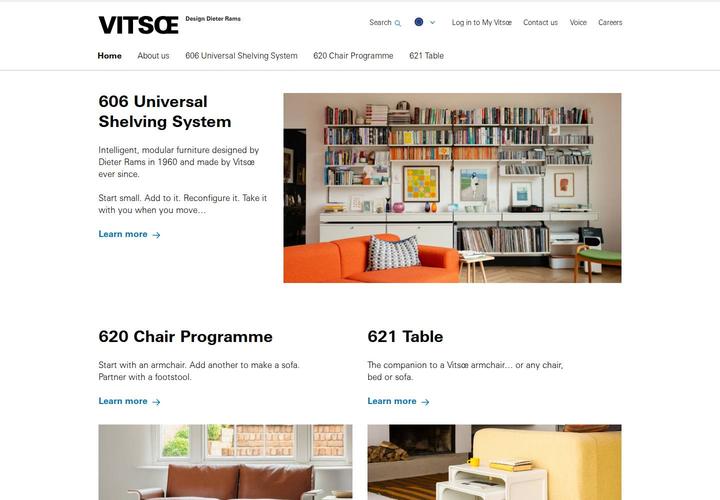 VITSŒ Design Dieter Rams
Search Log in to My Vitsœ Contact us Voice Careers
Home About us 606 Universal Shelving System 620 Chair Programme 621 Table
606 Universal
Shelving System
Intelligent, modular furniture designed by
Dieter Rams in 1960 and made by Vitsœ
ever since.
Start small. Add to it. Reconfigure it. Take it
with you when you move…
Learn more →
620 Chair Programme
Start with an armchair. Add another to make a sofa.
Partner with a footstool.
Learn more →
621 Table
The companion to a Vitsœ armchair… or any chair,
bed or sofa.
Learn more →